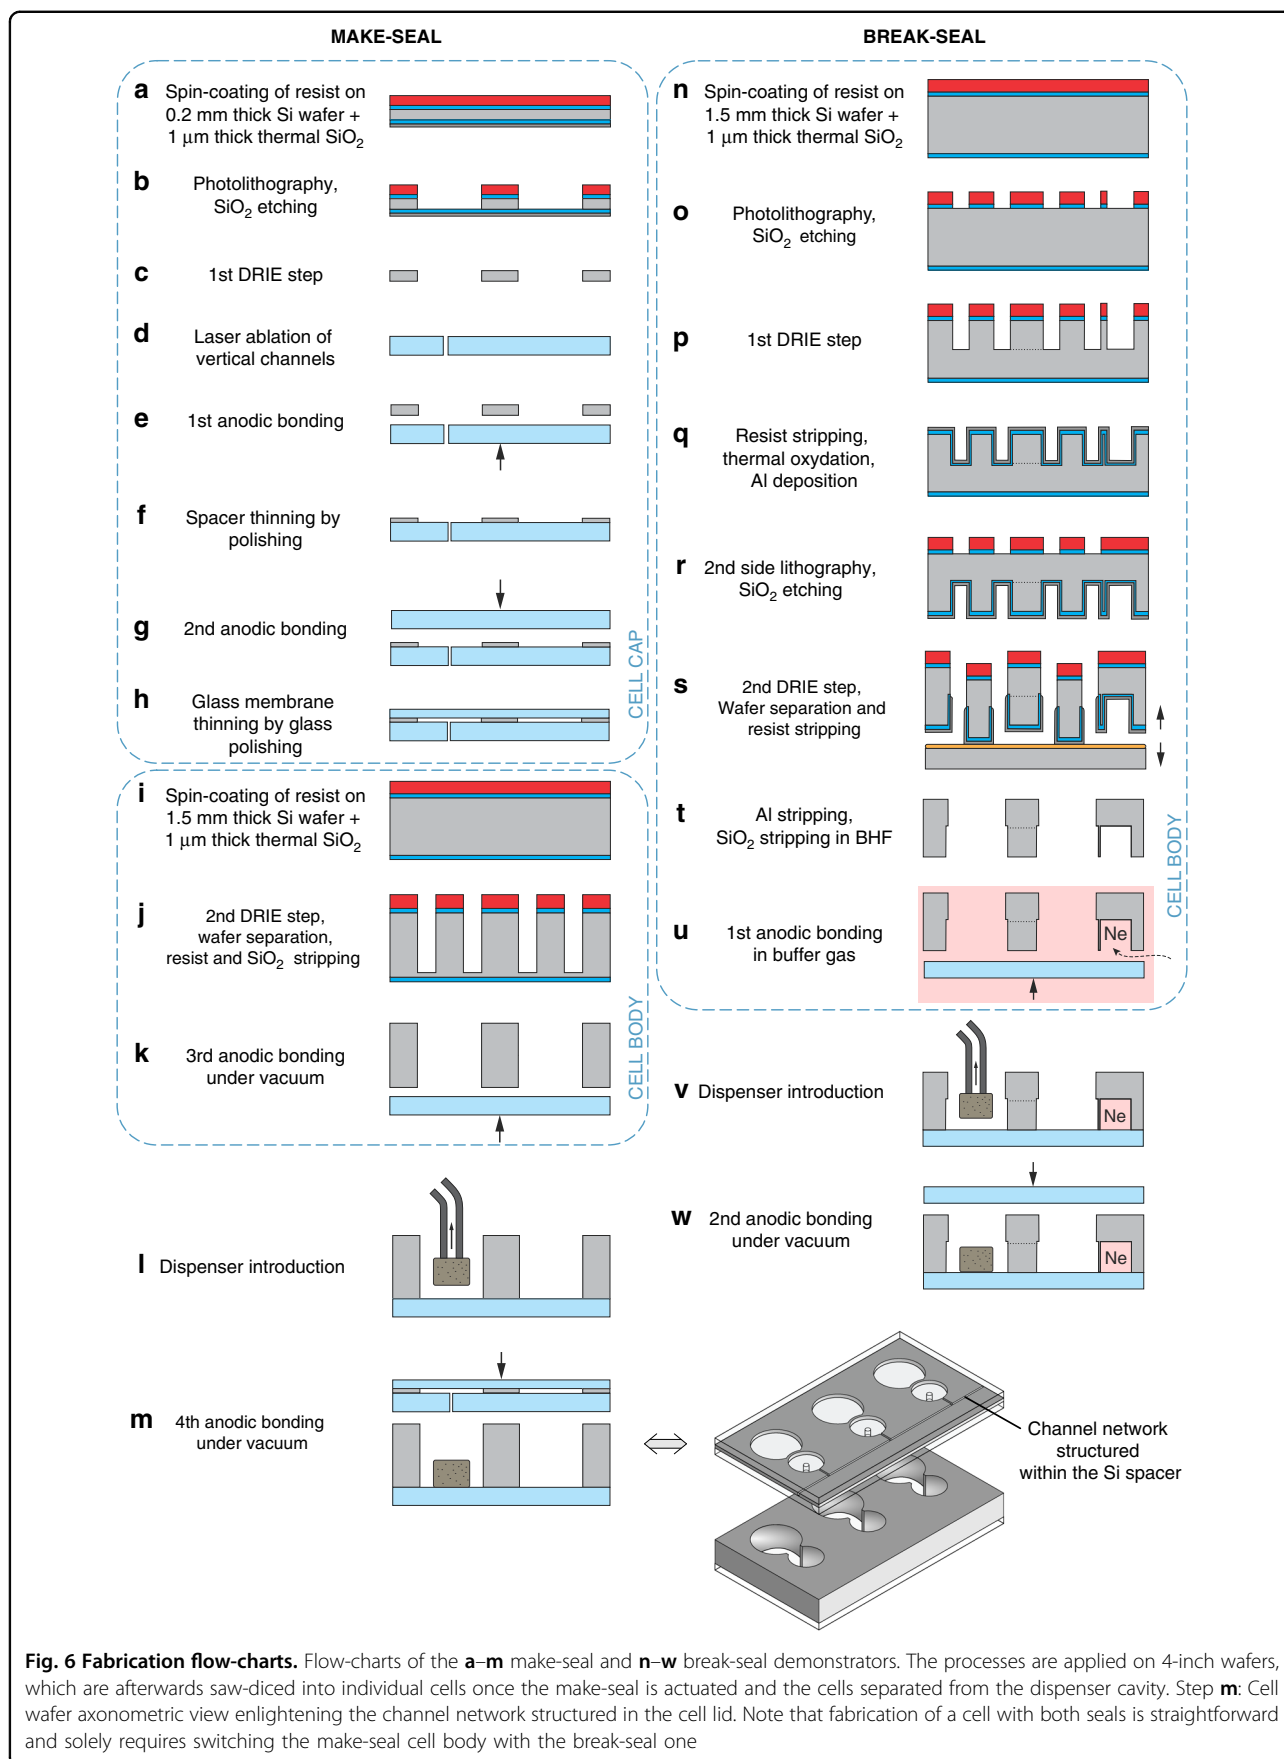 MAKE-SEAL
a Spin-coating of resist on
0.2 mm thick Si wafer +
1 μm thick thermal SiO2
b Photolithography,
SiO2 etching
c 1st DRIE step
d Laser ablation of
vertical channels
e 1st anodic bonding
f Spacer thinning by
polishing
g 2nd anodic bonding
h Glass membrane
thinning by glass
polishing
CELL CAP
i Spin-coating of resist on
1.5 mm thick Si wafer +
1 μm thick thermal SiO2
j 2nd DRIE step,
wafer separation,
resist and SiO2 stripping
k 3rd anodic bonding
under vacuum
CELL BODY
l Dispenser introduction
m 4th anodic bonding
under vacuum
BREAK-SEAL
n Spin-coating of resist on
1.5 mm thick Si wafer +
1 μm thick thermal SiO2
o Photolithography,
SiO2 etching
p 1st DRIE step
q Resist stripping,
thermal oxydation,
Al deposition
r 2nd side lithography,
SiO2 etching
s 2nd DRIE step,
Wafer separation and
resist stripping
t Al stripping,
SiO2 stripping in BHF
u 1st anodic bonding
in buffer gas
Ne
CELL BODY
v Dispenser introduction
Ne
w 2nd anodic bonding
under vacuum
Ne
Channel network
structured
within the Si spacer
Fig. 6 Fabrication flow-charts. Flow-charts of the a–m make-seal and n–w break-seal demonstrators. The processes are applied on 4-inch wafers,
which are afterwards saw-diced into individual cells once the make-seal is actuated and the cells separated from the dispenser cavity. Step m: Cell
wafer axonometric view enlightening the channel network structured in the cell lid. Note that fabrication of a cell with both seals is straightforward
and solely requires switching the make-seal cell body with the break-seal one